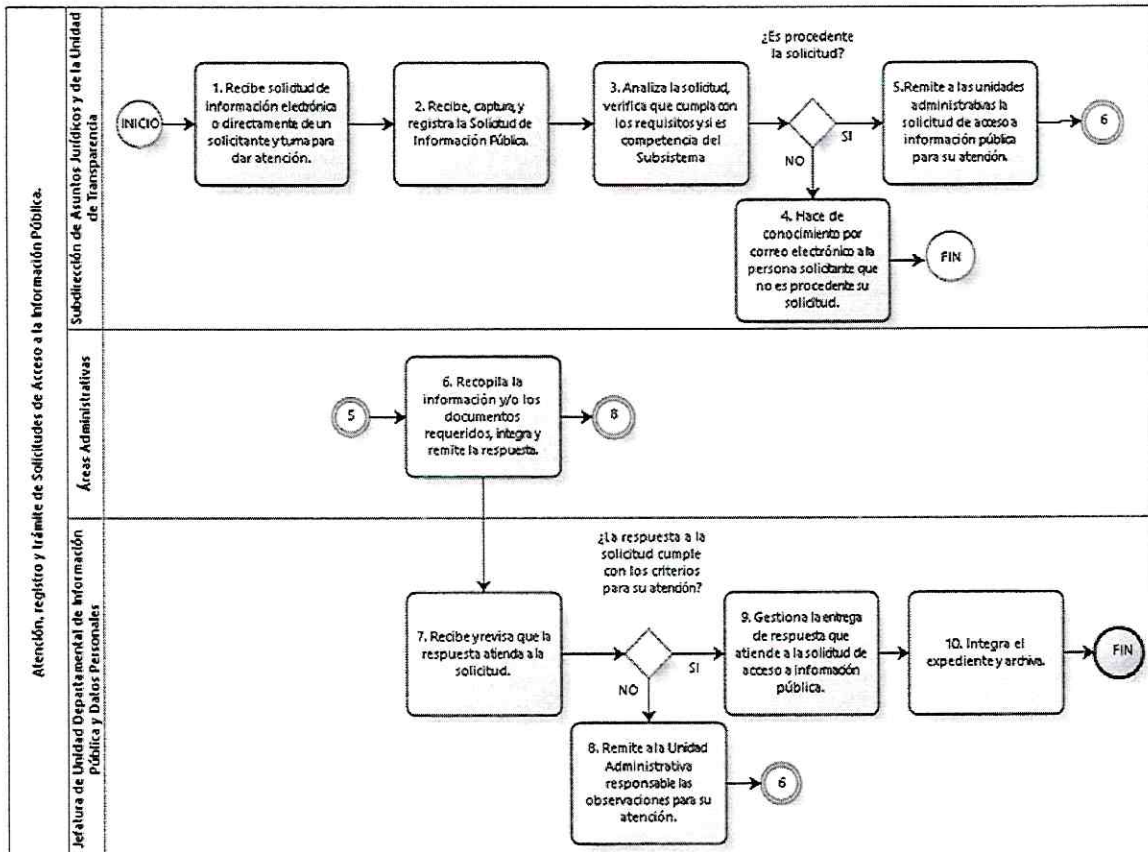 Atención, registro y trámite de Solicitudes de Acceso a la Información Pública.
Subdirección de Asuntos Jurídicos y de la Unidad
de Transparencia
INICIO
1. Recibe solicitud de
información electrónica
o directamente de un
solicitante y turna para
dar atención.
2. Recibe, captura, y
registra la Solicitud de
Información Pública.
3. Analiza la solicitud,
verifica que cumpla con
los requisitos y si es
competencia del
Subsistema
¿Es procedente
la solicitud?
SI
NO
5.Remite a las unidades
administrativas la
solicitud de acceso a
información pública
para su atención.
6
4. Hace de
conocimiento por
correo electrónico a la
persona solicitante que
no es procedente su
solicitud.
FIN
Áreas Administrativas
5
6. Recopila la
información y/o los
documentos
requeridos, integra y
remite la respuesta.
8
Jefatura de Unidad Departamental de Información
Pública y Datos Personales
7. Recibe y revisa que la
respuesta atienda a la
solicitud.
¿La respuesta a la
solicitud cumple
con los criterios
para su atención?
SI
NO
9. Gestiona la entrega
de respuesta que
atiende a la solicitud de
acceso a información
pública.
10. Integra el
expediente y archiva.
FIN
8. Remite a la Unidad
Administrativa
responsable las
observaciones para su
atención.
6